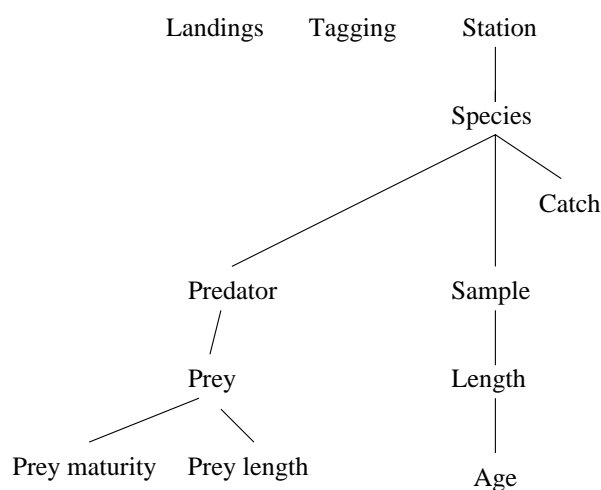 Landings Tagging Station
Species
Catch
Predator Sample
Prey Length
Prey maturity Prey length Age